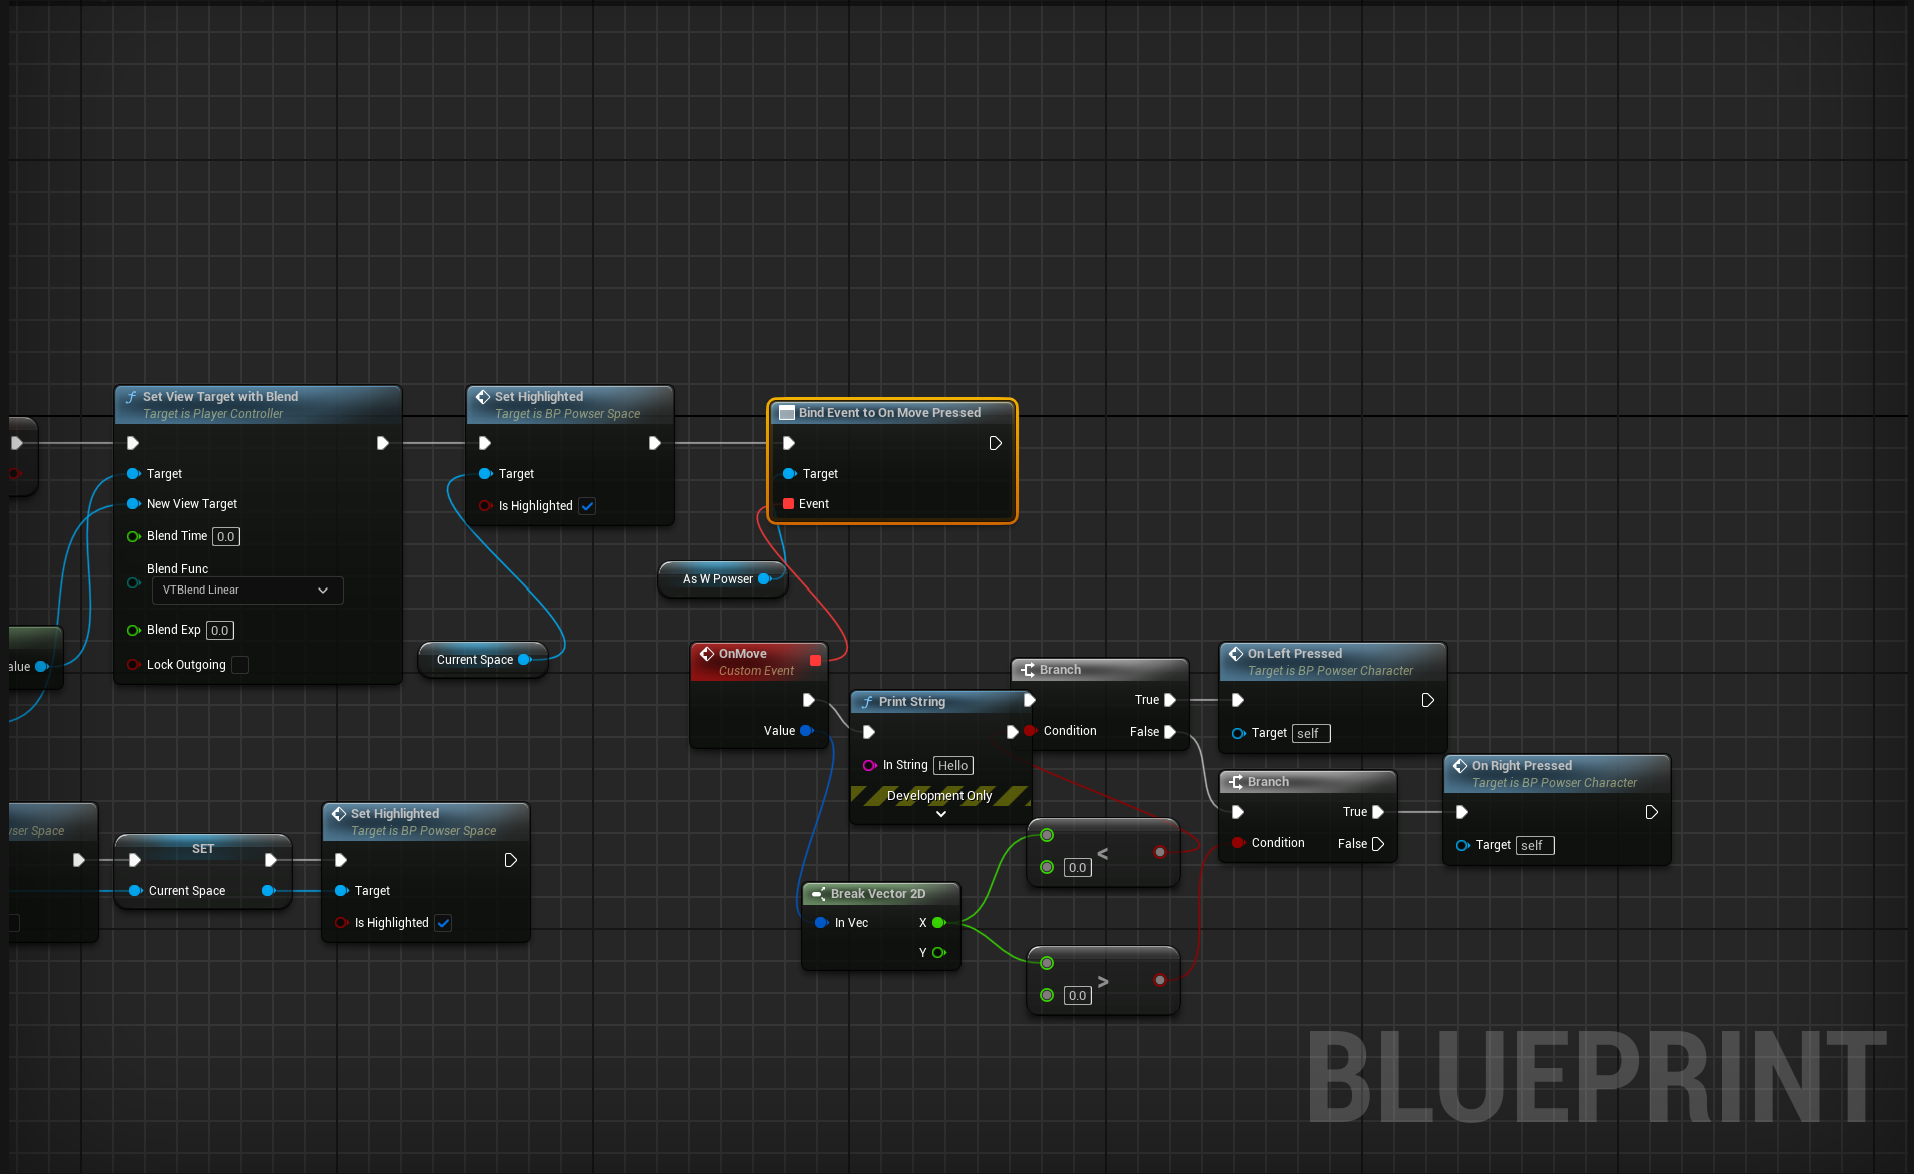 Set View Target with Blend
Target is Player Controller
Target
New View Target
Blend Time 0.0
Blend Func
VTBlend Linear
Blend Exp 0.0
Lock Outgoing
alue
Set Highlighted
Target is BP Powser Space
Target
Is Highlighted
Current Space
Bind Event to On Move Pressed
Target
Event
As W Powser
OnMove
Custom Event
Value
Print String
In String Hello
Development Only
Branch
True
Condition
False
On Left Pressed
Target is BP Powser Character
Target self
Branch
True
Condition
False
On Right Pressed
Target is BP Powser Character
Target self
wser Space
SET
Current Space
Set Highlighted
Target is BP Powser Space
Target
Is Highlighted
Break Vector 2D
In Vec
X
Y
<
0.0
>
0.0
BLUEPRINT